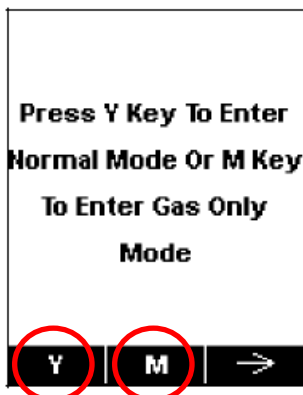 Press Y Key To Enter
Normal Mode Or M Key
To Enter Gas Only
Mode
Y M →